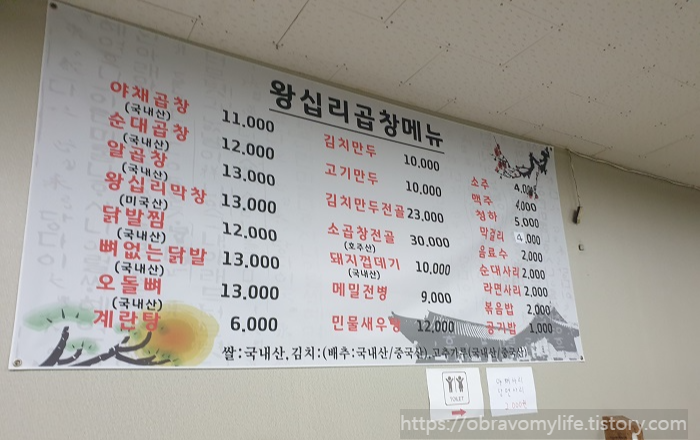 왕십리곱창메뉴
야채곱창 11,000
(국내산)
순대곱창 12,000
(국내산)
알곱창 13,000
(국내산)
왕십리막창 13,000
(미국산)
닭발찜 12,000
(국내산)
뼈없는닭발 13,000
(국내산)
오돌뼈 13,000
(국내산)
계란탕 6,000
김치만두 10,000
고기만두 10,000
김치만두전골 23,000
소곱창전골 30,000
(호주산)
돼지껍데기 10,000
(국내산)
메밀전병 9,000
민물새우탕 12,000
소주 4,000
맥주 4,000
청하 5,000
막걸리 4,000
음료수 2,000
순대사리 2,000
라면사리 2,000
볶음밥 2,000
공기밥 1,000
쌀:국내산.김치:(배추:국내산/중국산).고추가루(국내산/중국산)
TOILET
https://obravomylife.tistory.com